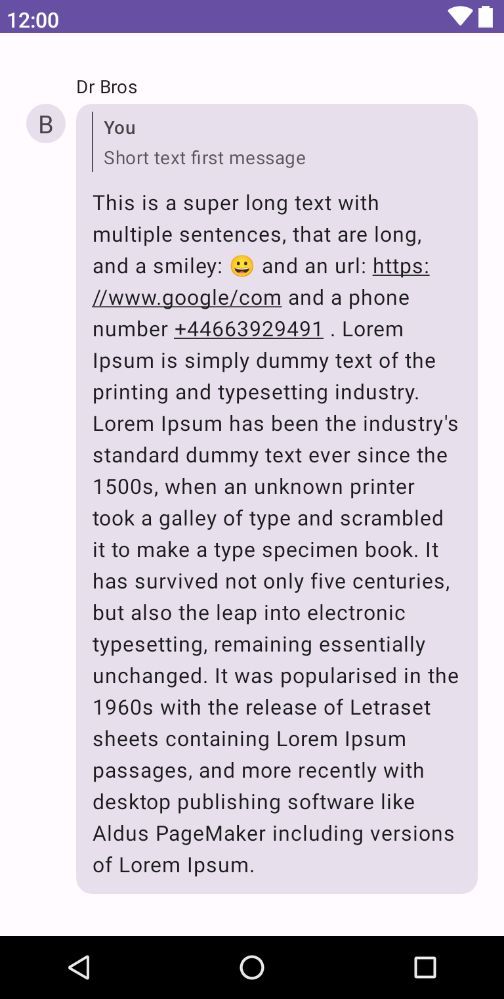 12:00
Dr Bros
B
You
Short text first message
This is a super long text with
multiple sentences, that are long,
and a smiley: 😀 and an url: https:
//www.google/com and a phone
number +44663929491 . Lorem
Ipsum is simply dummy text of the
printing and typesetting industry.
Lorem Ipsum has been the industry's
standard dummy text ever since the
1500s, when an unknown printer
took a galley of type and scrambled
it to make a type specimen book. It
has survived not only five centuries,
but also the leap into electronic
typesetting, remaining essentially
unchanged. It was popularised in the
1960s with the release of Letraset
sheets containing Lorem Ipsum
passages, and more recently with
desktop publishing software like
Aldus PageMaker including versions
of Lorem Ipsum.